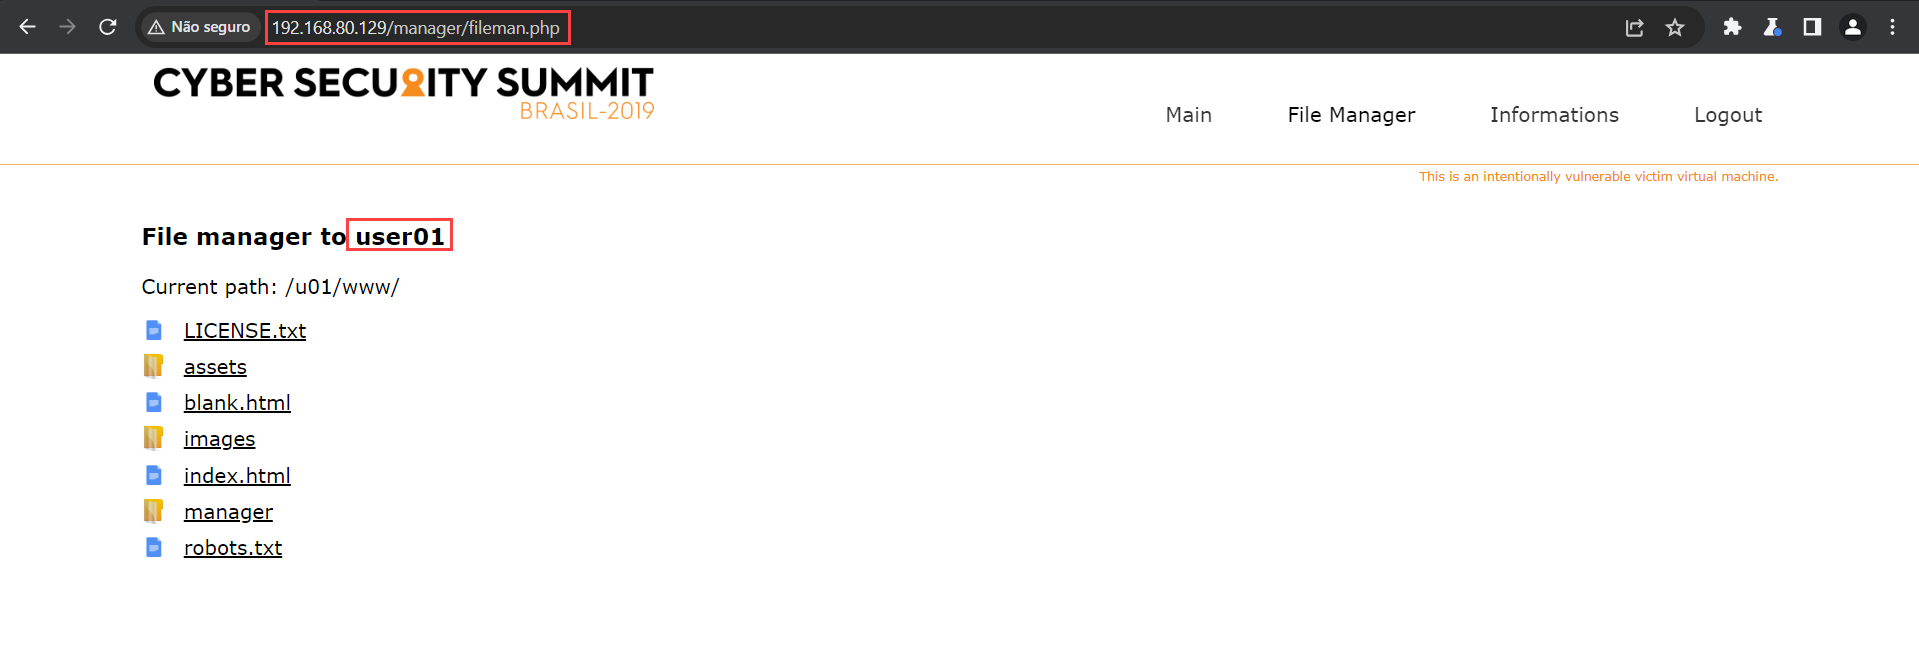 Não seguro 192.168.80.129/manager/fileman.php
CYBER SECURITY SUMMIT
BRASIL-2019
Main File Manager Informations Logout
This is an intentionally vulnerable victim virtual machine.
File manager to user01
Current path: /u01/www/
LICENSE.txt
assets
blank.html
images
index.html
manager
robots.txt